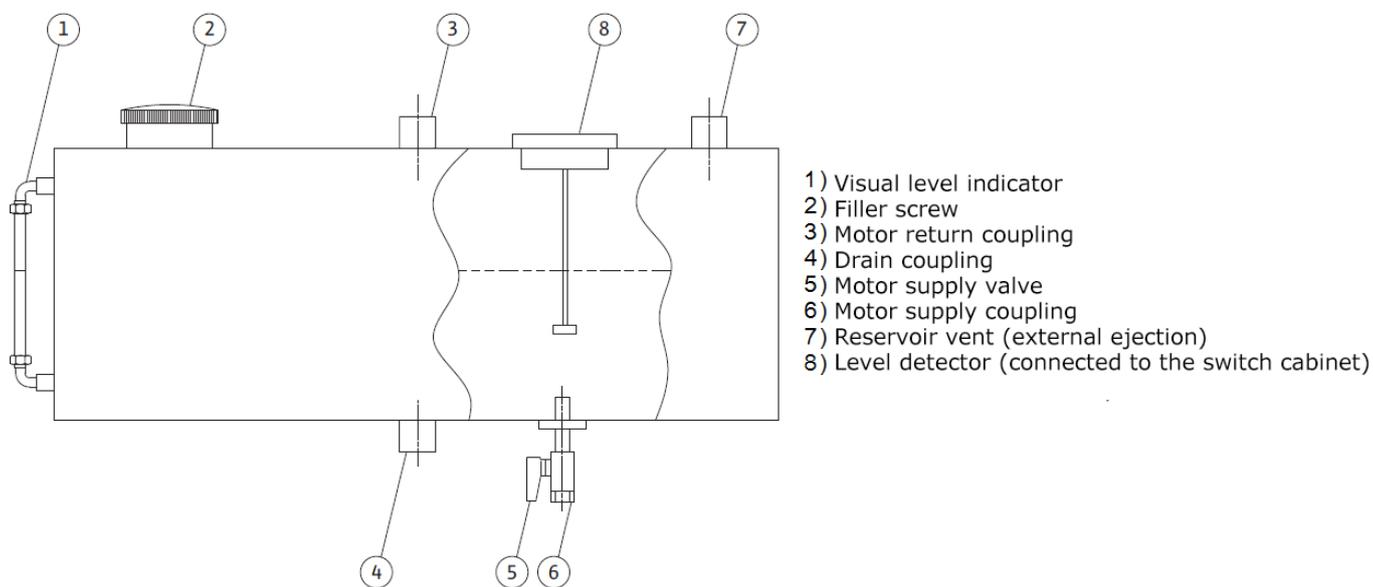 1
2
3
8
7
1) Visual level indicator
2) Filler screw
3) Motor return coupling
4) Drain coupling
5) Motor supply valve
6) Motor supply coupling
7) Reservoir vent (external ejection)
8) Level detector (connected to the switch cabinet)
4
5
6